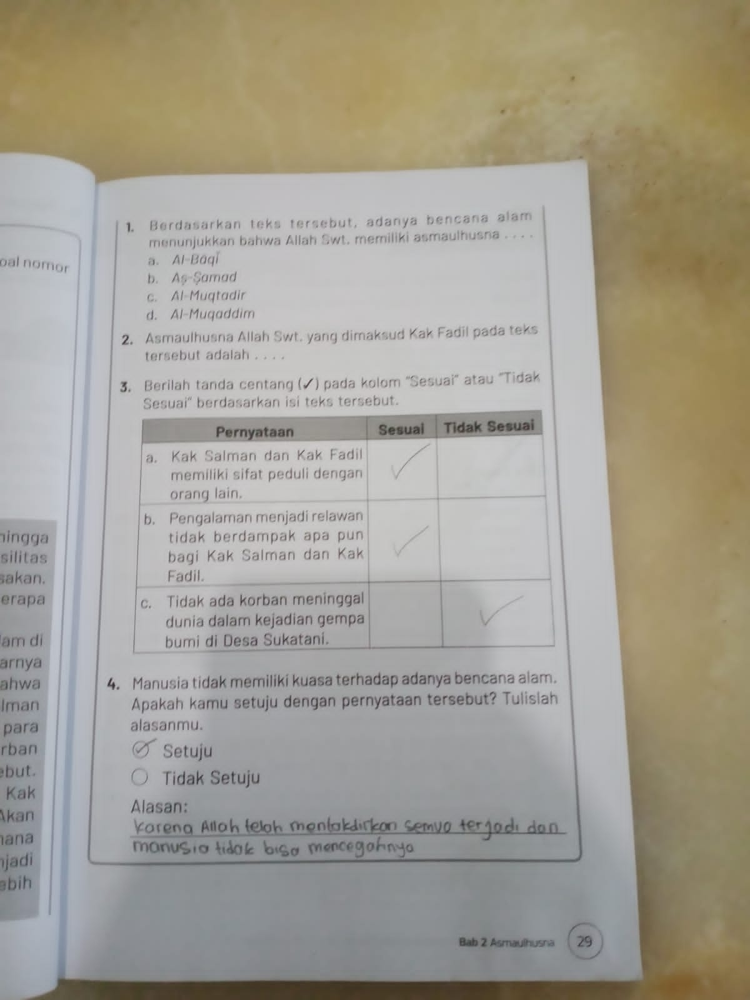 oal nomor
hingga
silitas
sakan.
erapa
lam di
arnya
ahwa
lman
para
rban
ebut.
Kak
Akan
nana
njadi
ebih
1. Berdasarkan teks tersebut, adanya bencana alam
menunjukkan bahwa Allah Swt. memiliki asmaulhusna . . . .
a. Al-Bāqī
b. Aṣ-Ṣamad
c. Al-Muqtadir
d. Al-Muqaddim
2. Asmaulhusna Allah Swt. yang dimaksud Kak Fadil pada teks
tersebut adalah . . . .
3. Berilah tanda centang (✓) pada kolom "Sesuai" atau "Tidak
Sesuai" berdasarkan isi teks tersebut.
Pernyataan Sesuai Tidak Sesuai
a. Kak Salman dan Kak Fadil
memiliki sifat peduli dengan
orang lain.
b. Pengalaman menjadi relawan
tidak berdampak apa pun
bagi Kak Salman dan Kak
Fadil.
c. Tidak ada korban meninggal
dunia dalam kejadian gempa
bumi di Desa Sukatani.
4. Manusia tidak memiliki kuasa terhadap adanya bencana alam.
Apakah kamu setuju dengan pernyataan tersebut? Tulislah
alasanmu.
Setuju
Tidak Setuju
Alasan:
karena Allah telah mentakdirkan semua terjadi dan
manusia tidak bisa mencegahnya
Bab 2 Asmaulhusna 29